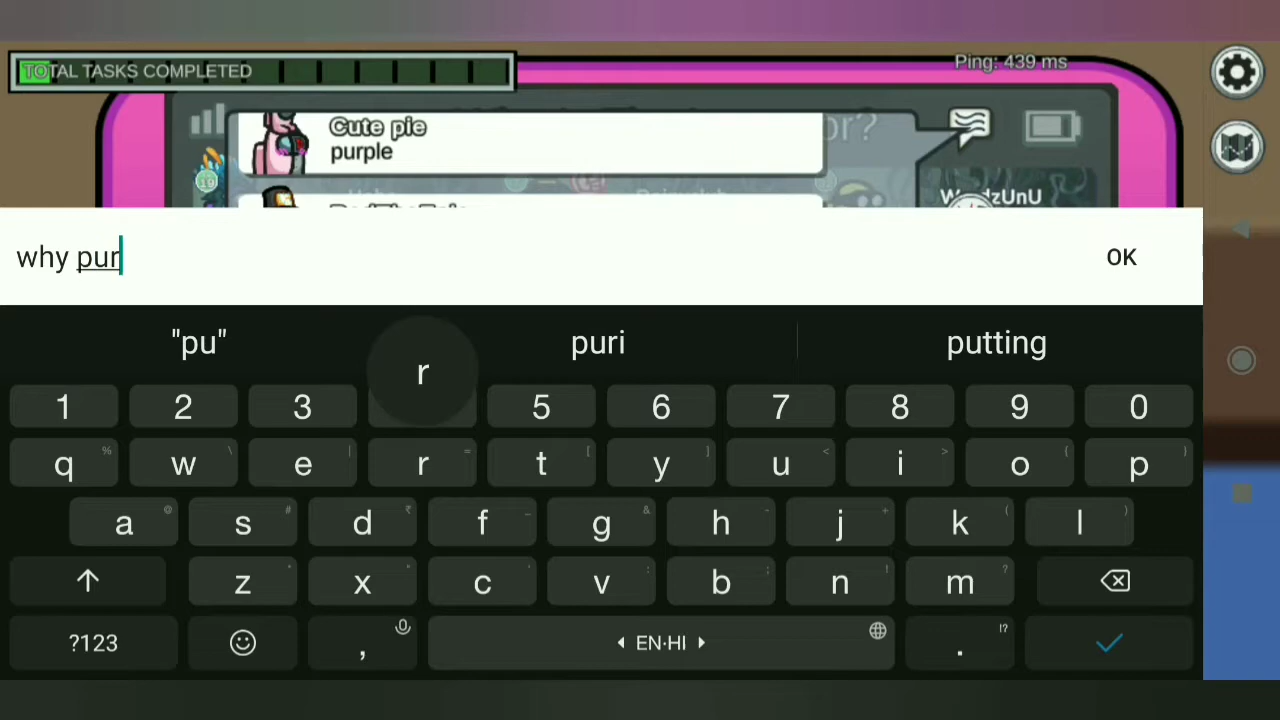 TOTAL TASKS COMPLETED
Ping: 439 ms
Cute pie
or?
purple
why pur
OK
"pu"
puri
putting
r
1 2 3 5 6 7 8 9 0
q w e r t y u i o p
a s d f g h j k l
z x c v b n m
?123 , EN·HI .